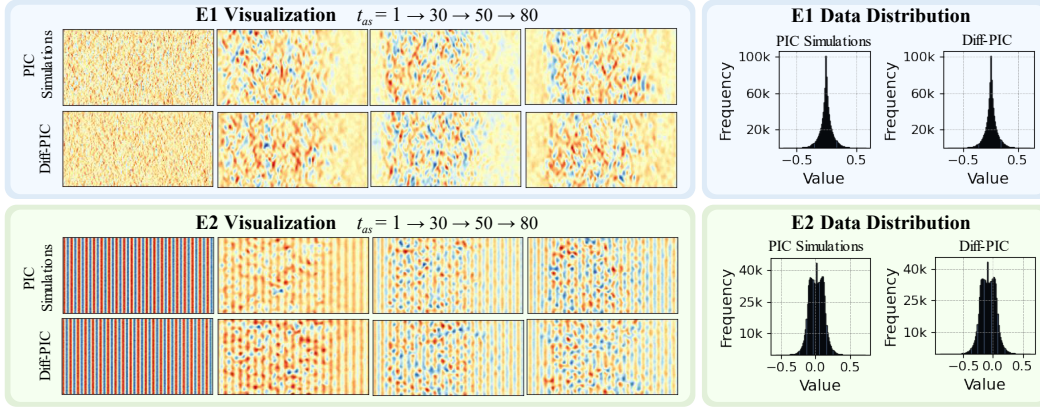 E1 Visualization t_as = 1 → 30 → 50 → 80
PIC
Simulations
Diff-PIC
E1 Data Distribution
PIC Simulations
Diff-PIC
Frequency
100k
60k
20k
−0.5
0.5
Value
Frequency
100k
60k
20k
−0.5
0.5
Value
E2 Visualization t_as = 1 → 30 → 50 → 80
PIC
Simulations
Diff-PIC
E2 Data Distribution
PIC Simulations
Diff-PIC
Frequency
40k
25k
10k
−0.5
0.0
0.5
Value
Frequency
40k
25k
10k
−0.5
0.0
0.5
Value